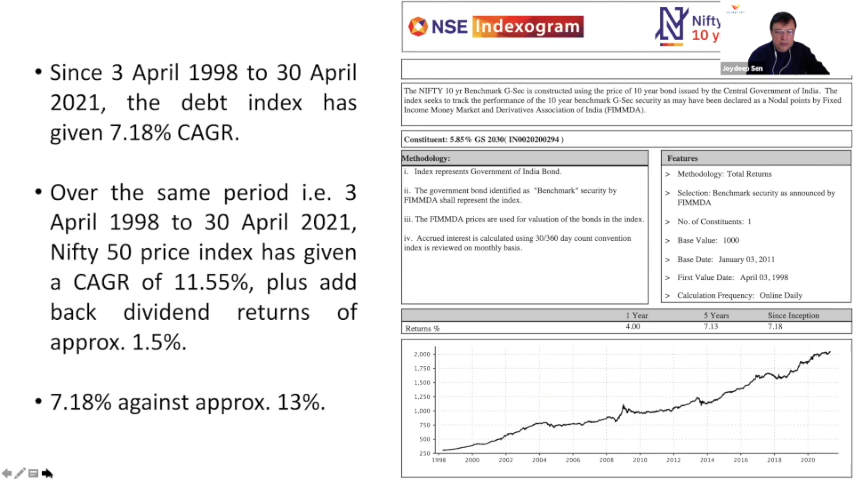 • Since 3 April 1998 to 30 April
2021, the debt index has
given 7.18% CAGR.
• Over the same period i.e. 3
April 1998 to 30 April 2021,
Nifty 50 price index has given
a CAGR of 11.55%, plus add
back dividend returns of
approx. 1.5%.
• 7.18% against approx. 13%.
NSE Indexogram
Nifty
10 y
Joydeep Sen
The NIFTY 10 yr Benchmark G-Sec is constructed using the price of 10 year bond issued by the Central Government of India. The
index seeks to track the performance of the 10 year benchmark G-Sec security as may have been declared as a Nodal points by Fixed
Income Money Market and Derivatives Association of India (FIMMDA).
Constituent: 5.85% GS 2030( IN0020200294 )
Methodology:
i. Index represents Government of India Bond.
ii. The government bond identified as "Benchmark" security by
FIMMDA shall represent the index.
iii. The FIMMDA prices are used for valuation of the bonds in the index.
iv. Accrued interest is calculated using 30/360 day count convention
index is reviewed on monthly basis.
Features
> Methodology: Total Returns
> Selection: Benchmark security as announced by
FIMMDA
> No. of Constituents: 1
> Base Value: 1000
> Base Date: January 03, 2011
> First Value Date: April 03, 1998
> Calculation Frequency: Online Daily
1 Year 5 Years Since Inception
Returns % 4.00 7.13 7.18
2,000
1,750
1,500
1,250
1,000
750
500
250
1998 2000 2002 2004 2006 2008 2010 2012 2014 2016 2018 2020